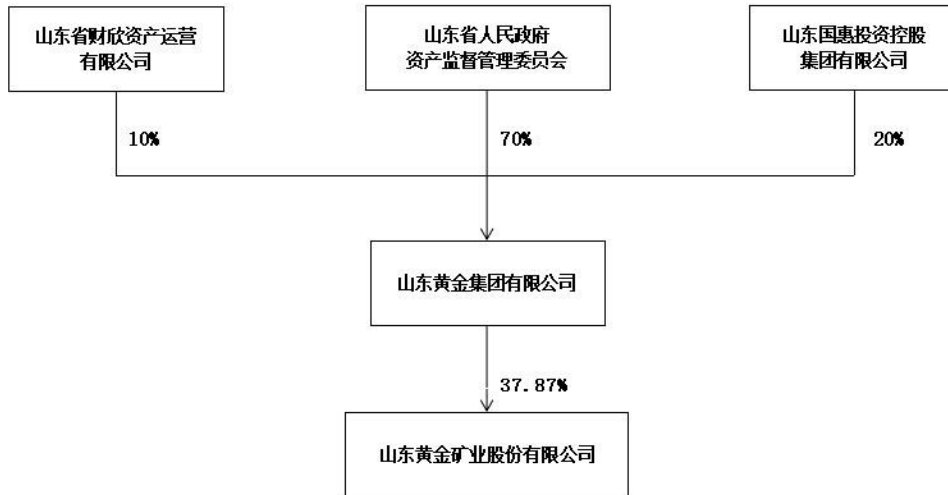 山东省财欣资产运营
有限公司
山东省人民政府
资产监督管理委员会
山东国惠投资控股
集团有限公司
10%
70%
20%
山东黄金集团有限公司
37.87%
山东黄金矿业股份有限公司